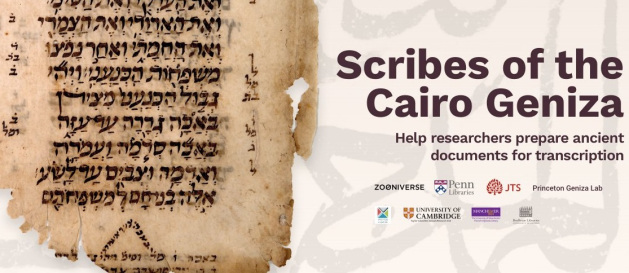 ואת הארודי ואת הצמרי
ואת החמתי ואחר נפצו
משפחות הכנעני ויהי
גבול הכנעני מצידן
באכה גררה עד עזה
באכה סדמה ועמרה
ואדמה וצבים עד לשע
אלה בני חם למשפחתם
Scribes of the
Cairo Geniza
Help researchers prepare ancient
documents for transcription
ZOONIVERSE
Penn
Libraries
JTS
Princeton Geniza Lab
UNIVERSITY OF
CAMBRIDGE
MANCHESTER